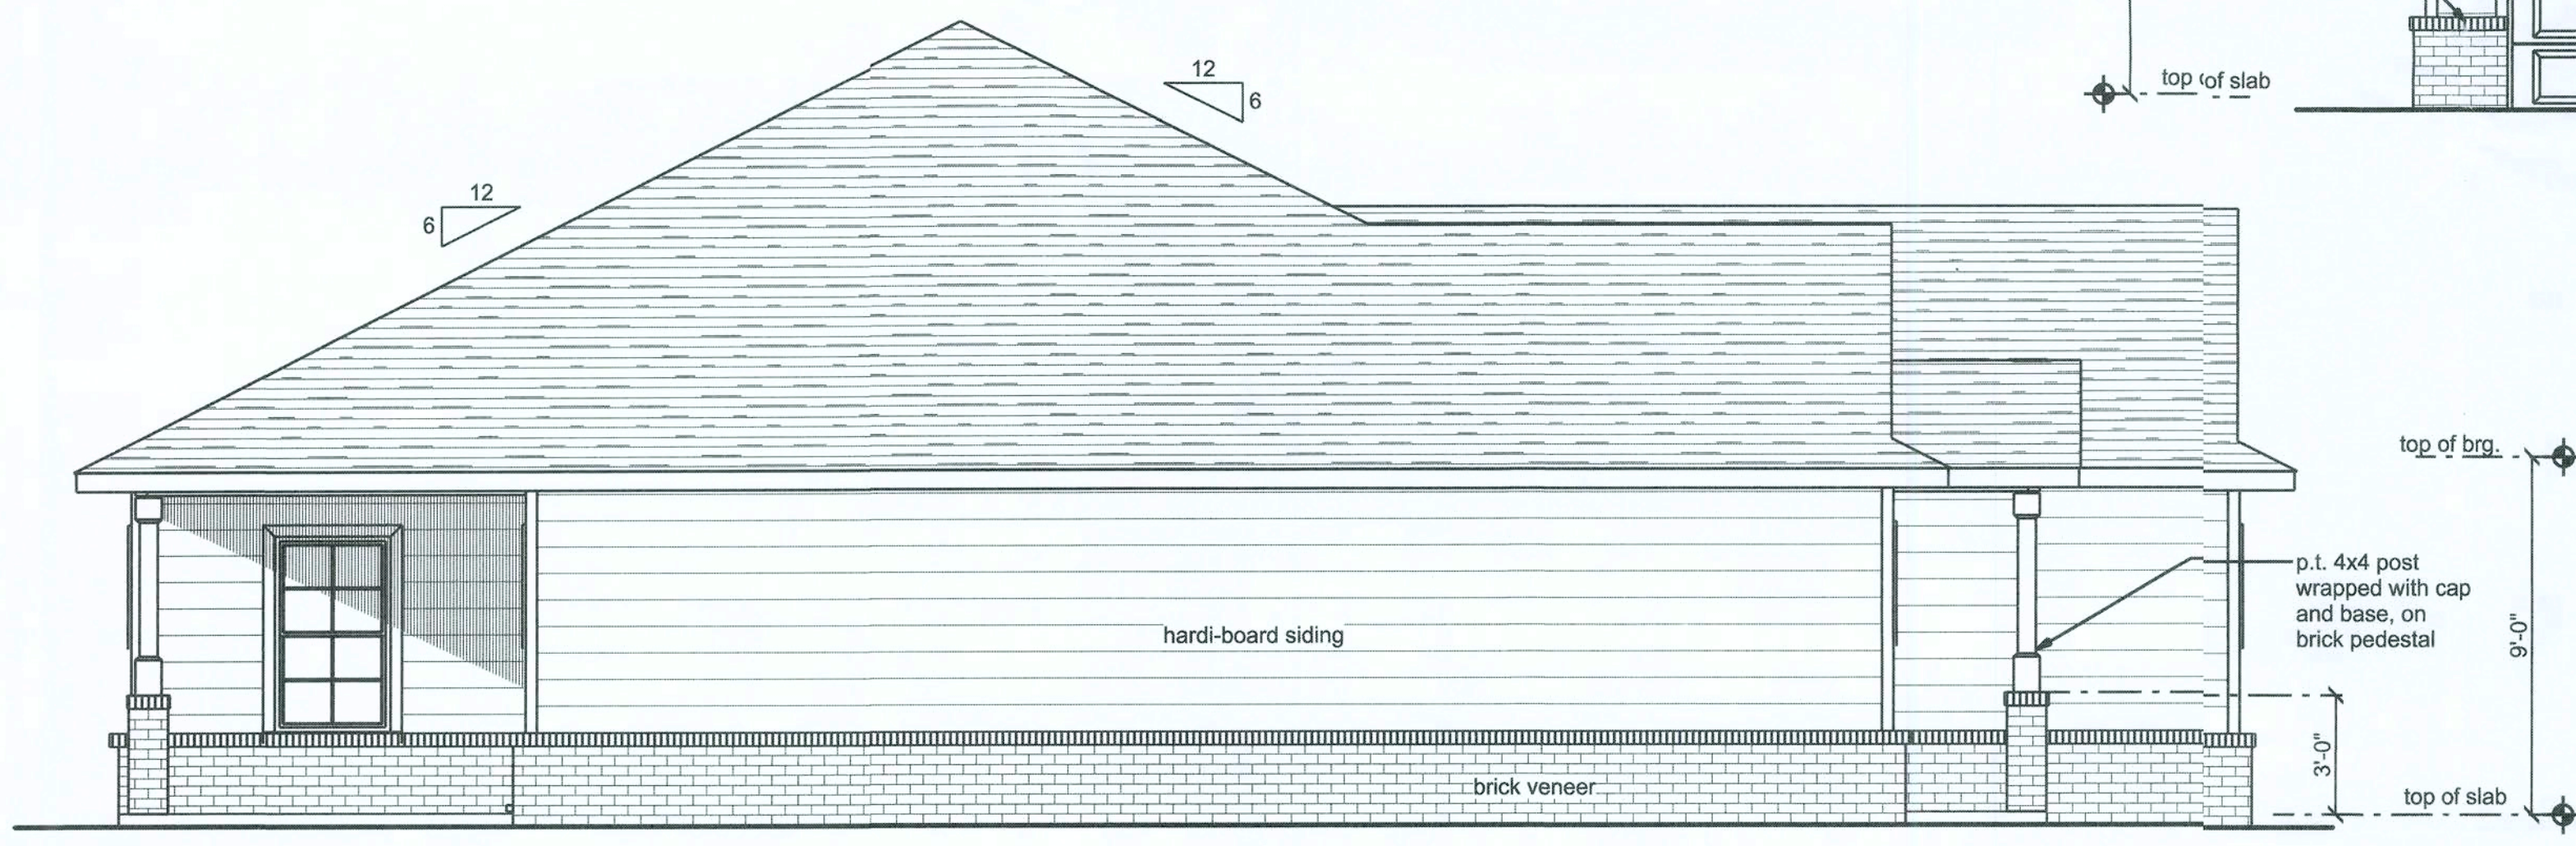 12
6
top of slab
12
6
top of brg.
p.t. 4x4 post
wrapped with cap
and base, on
brick pedestal
9'-0"
hardi-board siding
3'-0"
brick veneer
top of slab